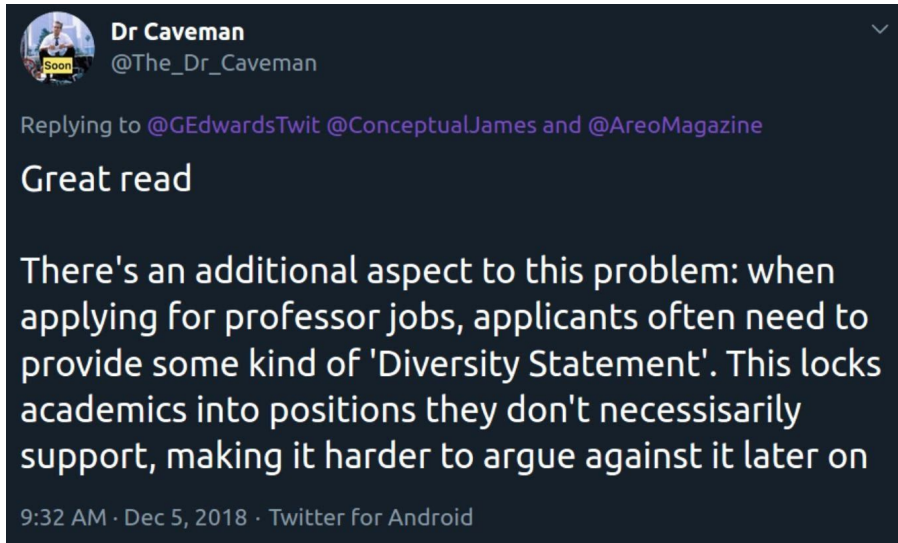 Soon
Dr Caveman
@The_Dr_Caveman
Replying to @GEdwardsTwit @ConceptualJames and @AreoMagazine
Great read
There's an additional aspect to this problem: when
applying for professor jobs, applicants often need to
provide some kind of 'Diversity Statement'. This locks
academics into positions they don't necessisarily
support, making it harder to argue against it later on
9:32 AM · Dec 5, 2018 · Twitter for Android